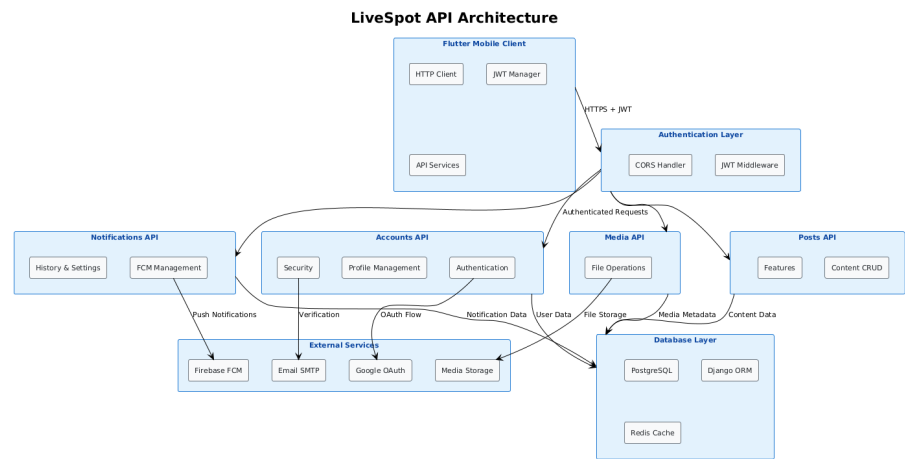 LiveSpot API Architecture
Flutter Mobile Client
HTTP Client
JWT Manager
API Services
HTTPS + JWT
Authentication Layer
CORS Handler
JWT Middleware
Authenticated Requests
Notifications API
History & Settings
FCM Management
Accounts API
Security
Profile Management
Authentication
Media API
File Operations
Posts API
Features
Content CRUD
Push Notifications
Verification
OAuth Flow
Notification Data
User Data
File Storage
Media Metadata
Content Data
External Services
Firebase FCM
Email SMTP
Google OAuth
Media Storage
Database Layer
PostgreSQL
Django ORM
Redis Cache